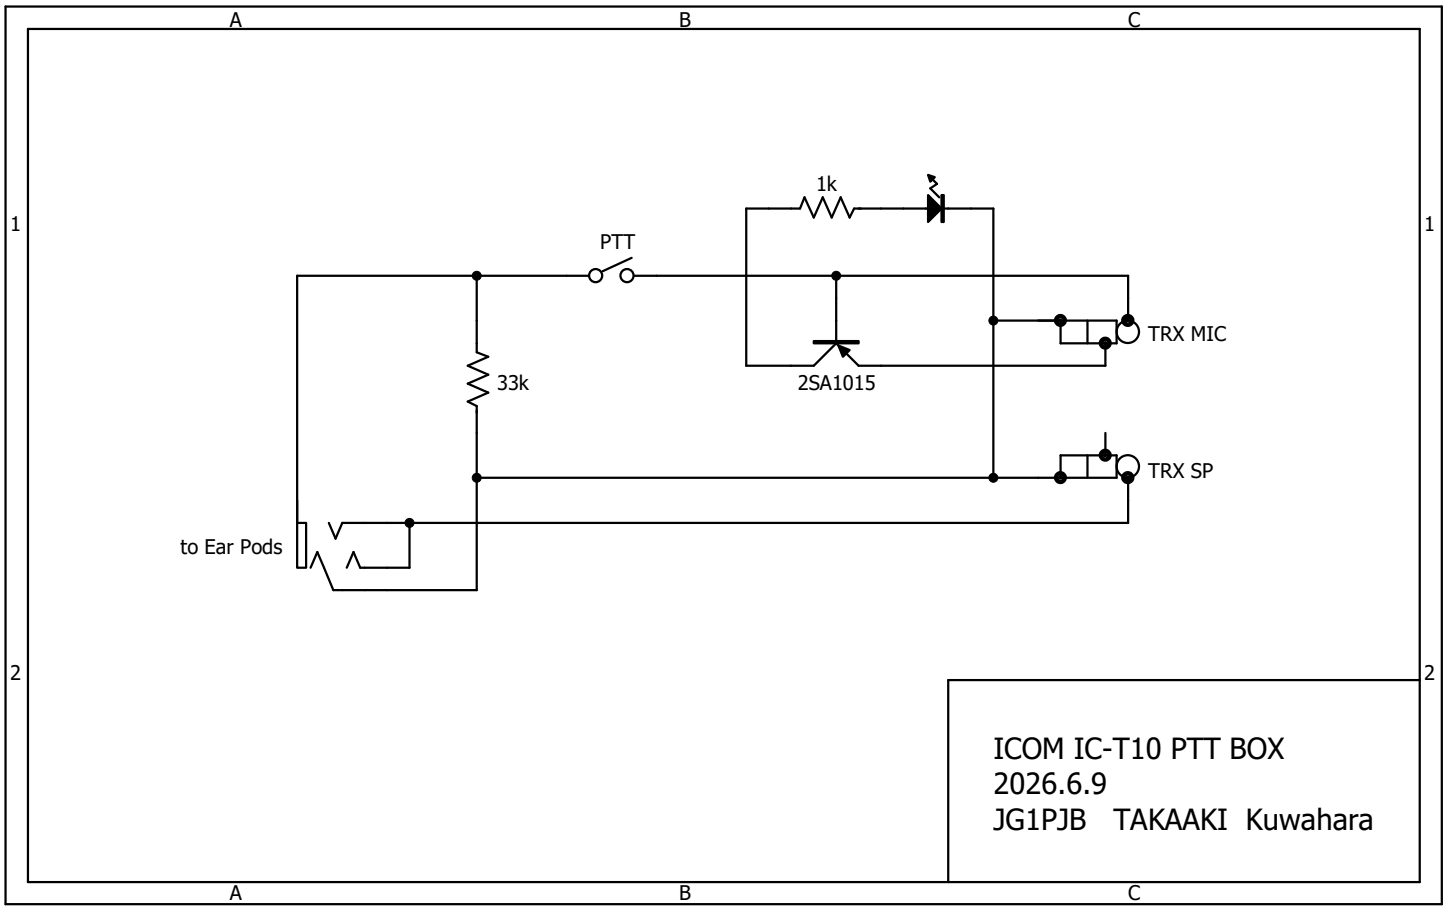 A B C
1k
1 1
PTT
TRX MIC
33k
2SA1015
TRX SP
to Ear Pods
2 2
ICOM IC-T10 PTT BOX
2026.6.9
JG1PJB TAKAAKI Kuwahara
A B C